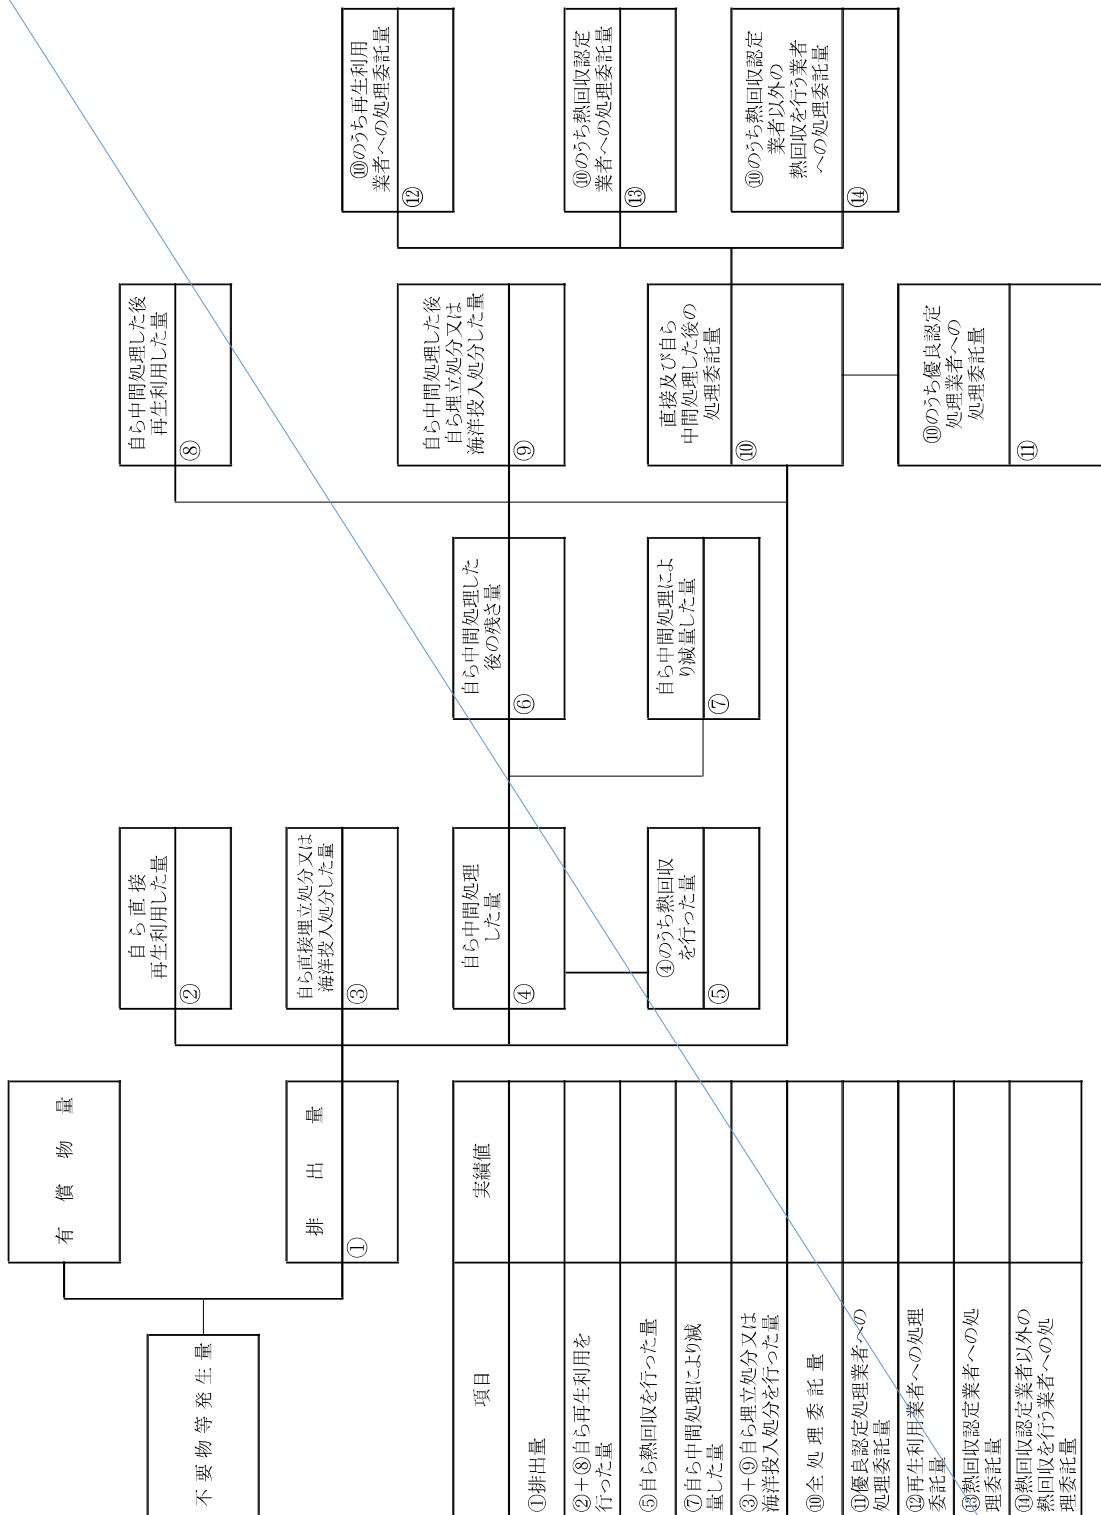 不要物等発生量
有償物量
排出量
①
自ら直接
再生利用した量
②
自ら直接埋立処分又は
海洋投入処分した量
③
自ら中間処理
した量
④
④のうち熱回収
を行った量
⑤
自ら中間処理した
後の残さ量
⑥
自ら中間処理によ
り減量した量
⑦
自ら中間処理した後
再生利用した量
⑧
自ら中間処理した後
自ら埋立処分又は
海洋投入処分した量
⑨
直接及び自ら
中間処理した後の
処理委託量
⑩
⑩のうち優良認定
処理業者への
処理委託量
⑪
⑩のうち再生利用
業者への処理委託量
⑫
⑩のうち熱回収認定
業者への処理委託量
⑬
⑩のうち熱回収認定
業者以外の
熱回収を行う業者
への処理委託量
⑭
項目
実績値
①排出量
②+⑧自ら再生利用を
行った量
⑤自ら熱回収を行った量
⑦自ら中間処理により減
量した量
③+⑨自ら埋立処分又は
海洋投入処分を行った量
⑩全処理委託量
⑪優良認定処理業者への
処理委託量
⑫再生利用業者への処理
委託量
⑬熱回収認定業者への処
理委託量
⑭熱回収認定業者以外の
熱回収を行う業者への処
理委託量